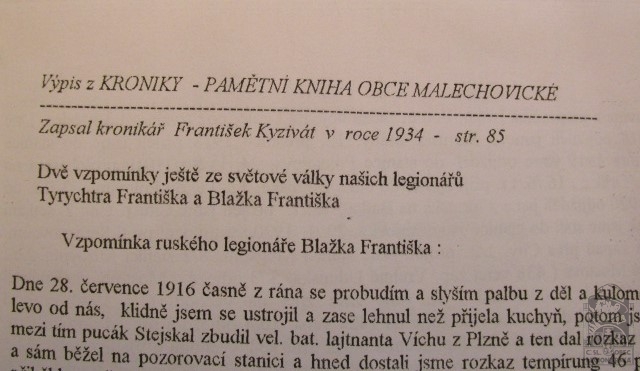 Výpis z KRONIKY - PAMĚTNÍ KNIHA OBCE MALECHOVICKÉ
Zapsal kronikář František Kyzivát v roce 1934 - str. 85
Dvě vzpomínky ještě ze světové války našich legionářů
Tyrychtra Františka a Blažka Františka
Vzpomínka ruského legionáře Blažka Františka :
Dne 28. července 1916 časně z rána se probudím a slyším palbu z děl a kulom
levo od nás, klidně jsem se ustrojil a zase lehnul než přijela kuchyň, potom js
mezi tím pucák Stejskal zbudil vel. bat. lajtnanta Víchu z Plzně a ten dal rozkaz
a sám běžel na pozorovací stanici a hned dostali jsme rozkaz tempírung 46